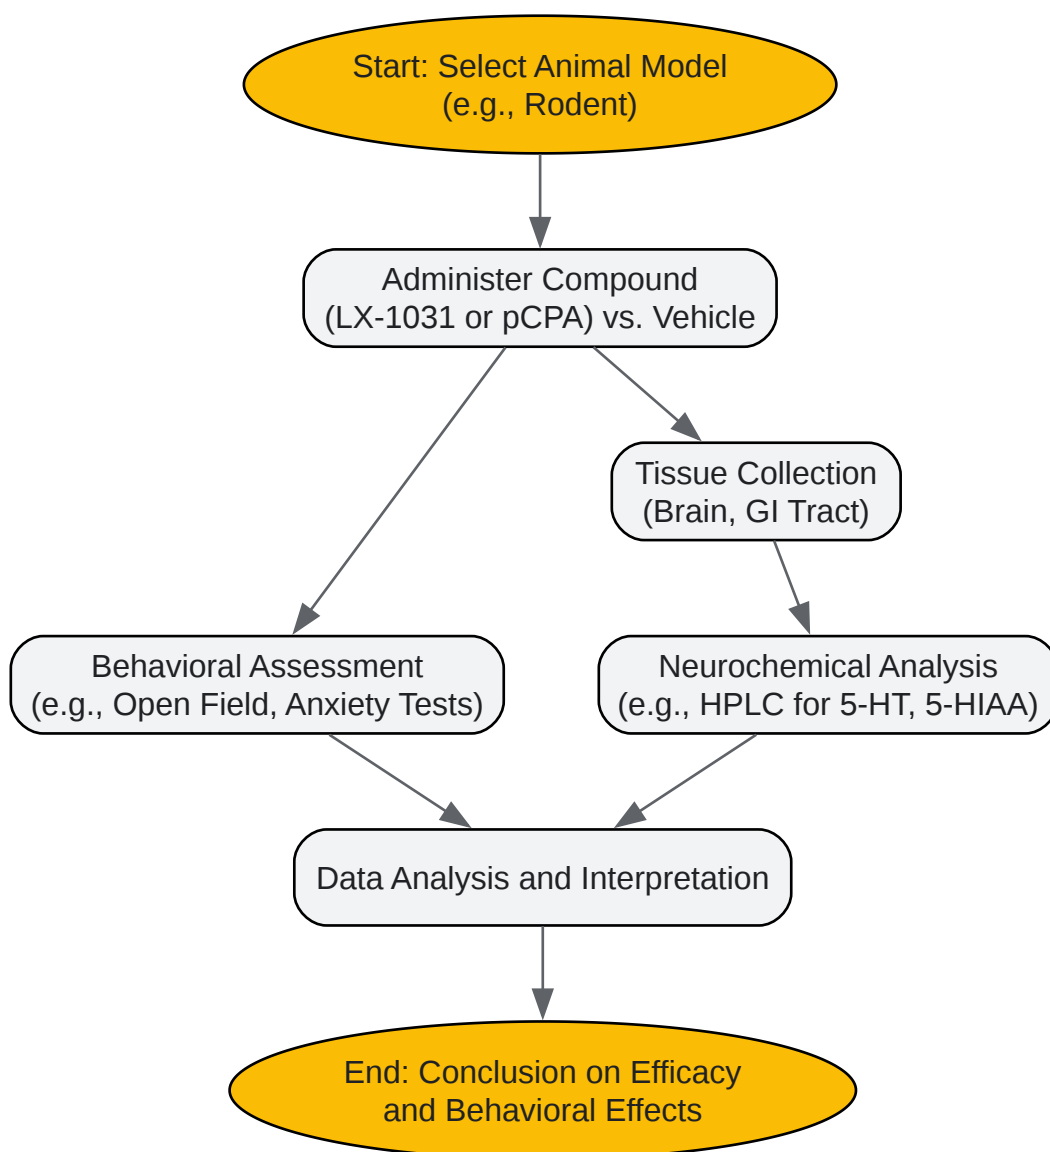 Start: Select Animal Model
(e.g., Rodent)
Administer Compound
(LX-1031 or pCPA) vs. Vehicle
Tissue Collection
(Brain, GI Tract)
Behavioral Assessment
(e.g., Open Field, Anxiety Tests)
Neurochemical Analysis
(e.g., HPLC for 5-HT, 5-HIAA)
Data Analysis and Interpretation
End: Conclusion on Efficacy
and Behavioral Effects